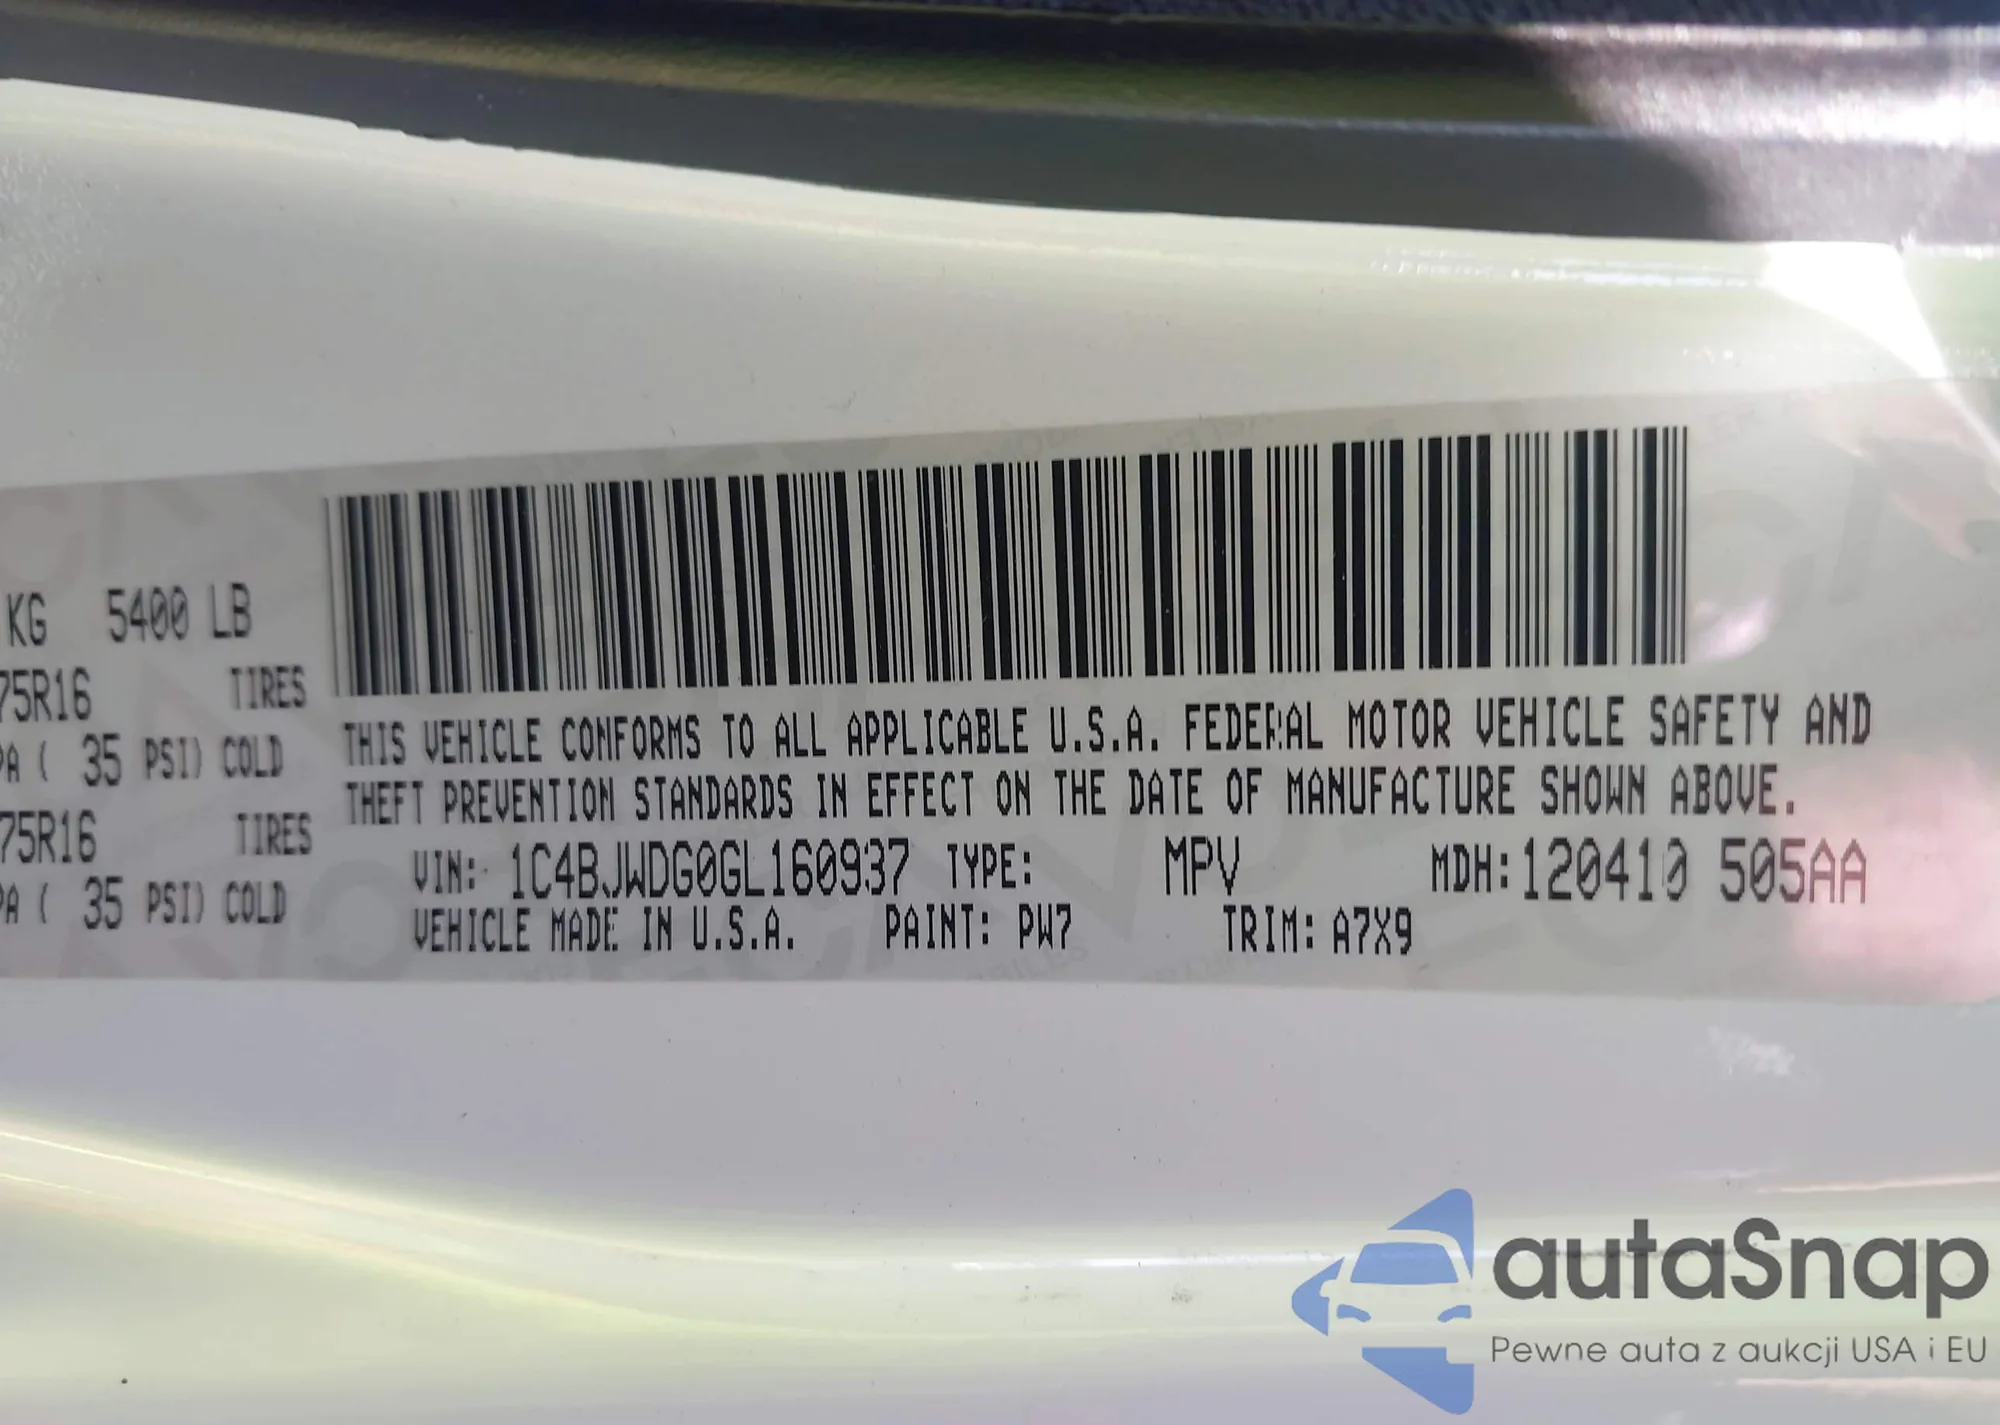 KG 5400 LB
75R16 TIRES
PA ( 35 PSI) COLD
75R16 TIRES
PA ( 35 PSI) COLD
THIS VEHICLE CONFORMS TO ALL APPLICABLE U.S.A. FEDERAL MOTOR VEHICLE SAFETY AND
THEFT PREVENTION STANDARDS IN EFFECT ON THE DATE OF MANUFACTURE SHOWN ABOVE.
VIN: 1C4BJWDG0GL160937 TYPE: MPV MDH:120410 505AA
VEHICLE MADE IN U.S.A. PAINT: PW7 TRIM: A7X9
autaSnap
Pewne auta z aukcji USA i EU